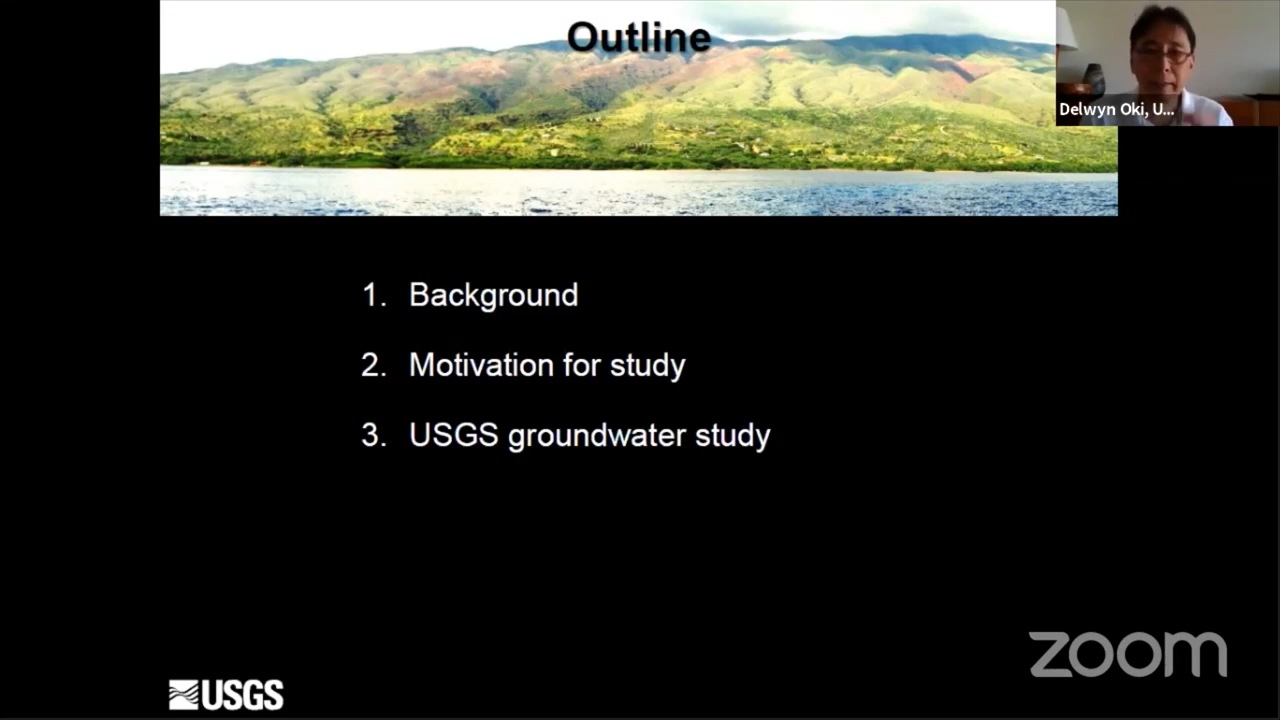 Outline
Delwyn Oki, U...
1. Background
2. Motivation for study
3. USGS groundwater study
zoom
USGS